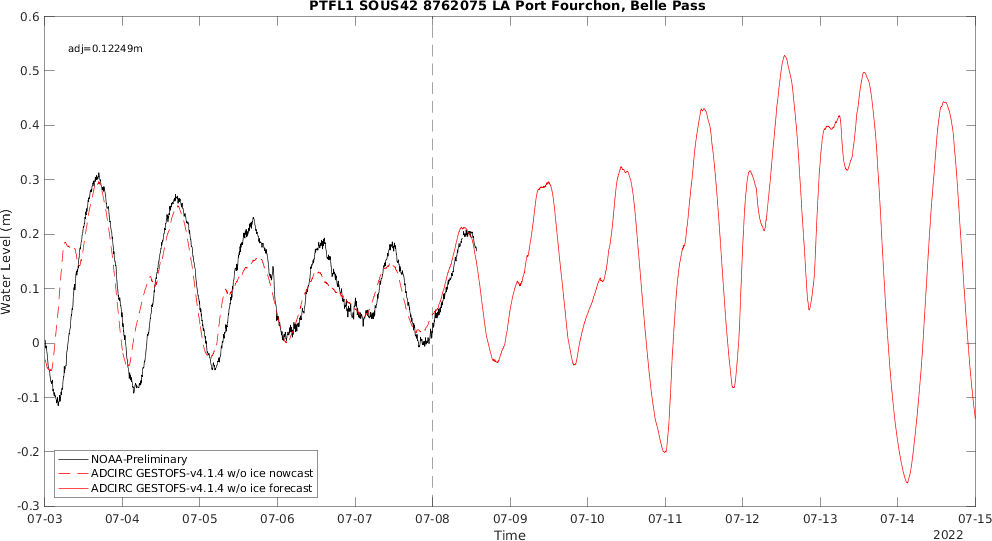 PTFL1 SOUS42 8762075 LA Port Fourchon, Belle Pass
adj=0.12249m
0.6
0.5
0.4
0.3
0.2
0.1
0
-0.1
-0.2
-0.3
Water Level (m)
NOAA-Preliminary
ADCIRC GESTOFS-v4.1.4 w/o ice nowcast
ADCIRC GESTOFS-v4.1.4 w/o ice forecast
07-03 07-04 07-05 07-06 07-07 07-08 07-09 07-10 07-11 07-12 07-13 07-14 07-15
Time
2022